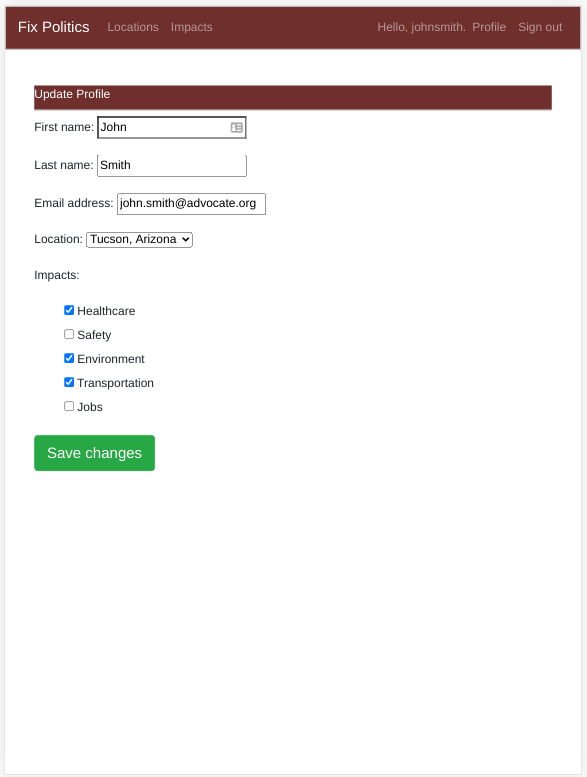 Fix Politics Locations Impacts Hello, johnsmith. Profile Sign out
Update Profile
First name: John
Last name: Smith
Email address: john.smith@advocate.org
Location: Tucson, Arizona
Impacts:
Healthcare
Safety
Environment
Transportation
Jobs
Save changes